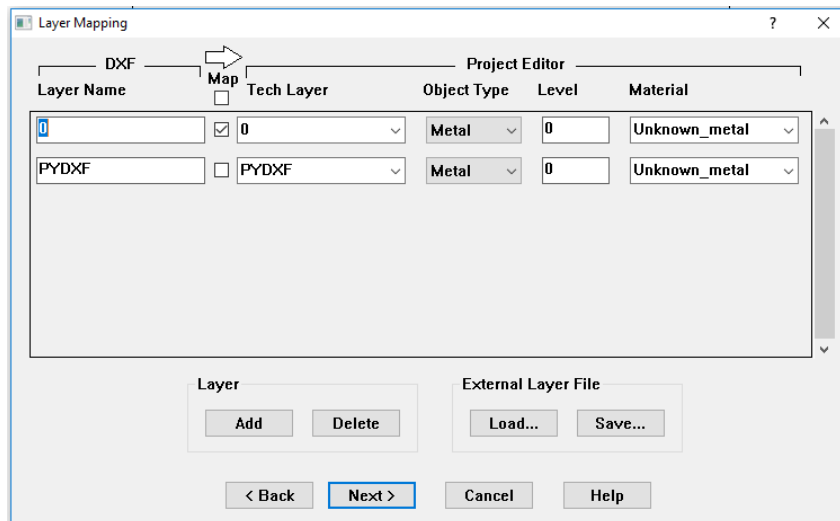 Layer Mapping ? ×
DXF Project Editor
Layer Name Map Tech Layer Object Type Level Material
0 0 Metal 0 Unknown_metal
PYDXF PYDXF Metal 0 Unknown_metal
Layer External Layer File
Add Delete Load... Save...
< Back Next > Cancel Help